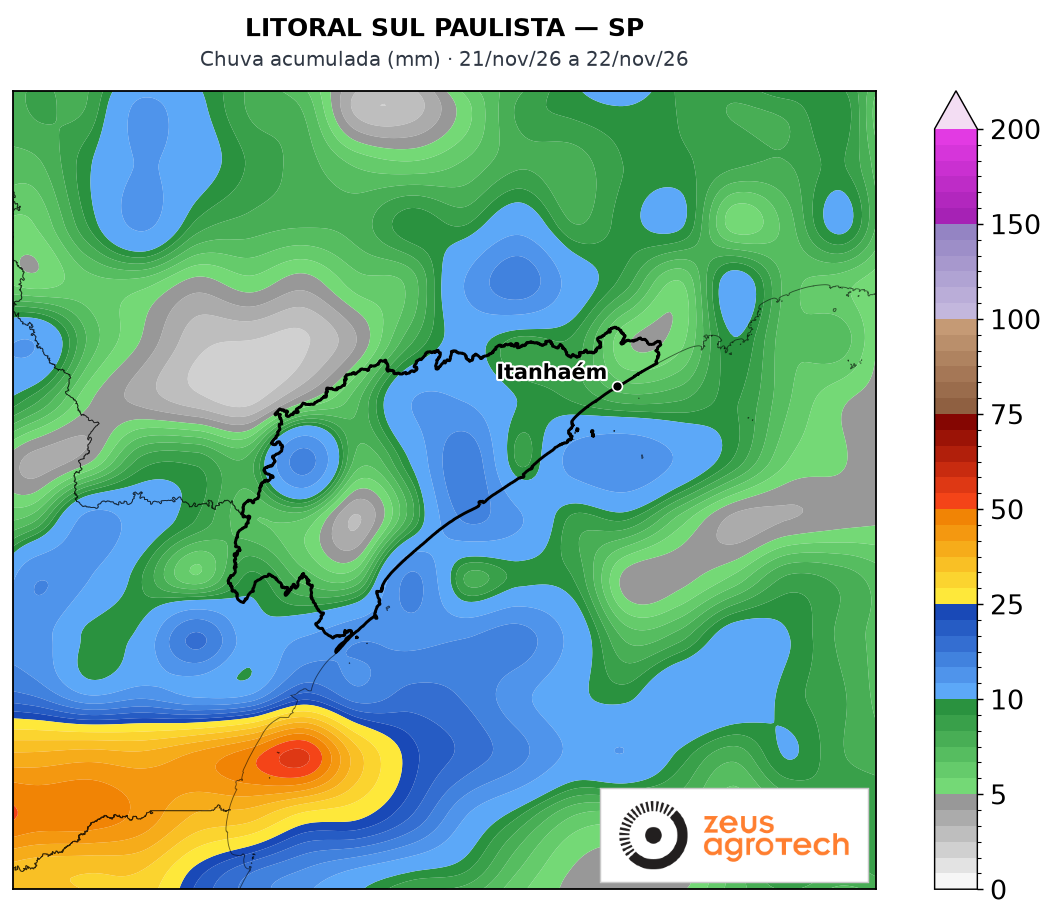 LITORAL SUL PAULISTA — SP
Chuva acumulada (mm) · 21/nov/26 a 22/nov/26
200
150
100
75
50
25
10
5
0
Itanhaém
zeus
agrotech